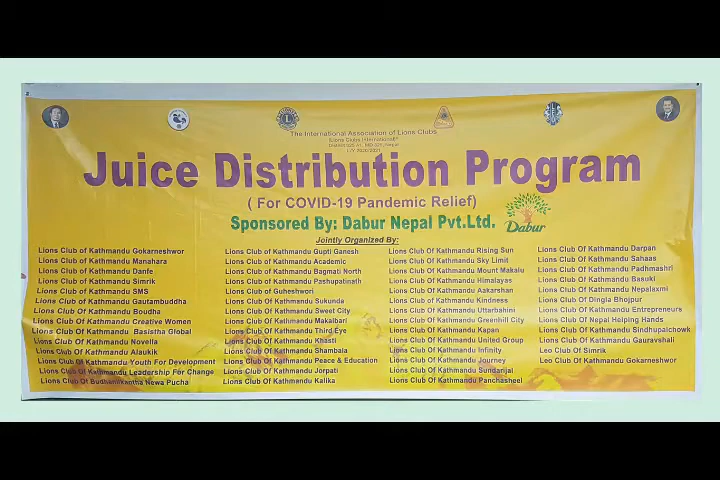 The International Association of Lions Clubs
Lions Clubs International
Juice Distribution Program
( For COVID-19 Pandemic Relief)
Sponsored By: Dabur Nepal Pvt.Ltd.
Dabur
Jointly Organized By:
Lions Club of Kathmandu Gokarneshwor
Lions Club of Kathmandu Manahara
Lions Club of Kathmandu Danfe
Lions Club of Kathmandu Simrik
Lions Club of Kathmandu SMS
Lions Club of Kathmandu Gautambuddha
Lions Club of Kathmandu Boudha
Lions Club of Kathmandu Creative Women
Lions Club of Kathmandu Basistha Global
Lions Club of Kathmandu Novella
Lions Club Of Kathmandu Alaukik
Lions Club Of Kathmandu Youth For Development
Lions Club Of Kathmandu Leadership For Change
Lions Club Of Budhanilkantha Newa Pucha
Lions Club of Kathmandu Gupti Ganesh
Lions Club of Kathmandu Academic
Lions Club Of Kathmandu Bagmati North
Lions Club of Kathmandu Pashupatinath
Lions Club of Guheshwori
Lions Club Of Kathmandu Sukunda
Lions Club Of Kathmandu Sweet City
Lions Club Of Kathmandu Makalbari
Lions Club Of Kathmandu Third Eye
Lions Club Of Kathmandu Khasti
Lions Club Of Kathmandu Shambala
Lions Club Of Kathmandu Peace & Education
Lions Club Of Kathmandu Jorpati
Lions Club Of Kathmandu Kalika
Lions Club Of Kathmandu Rising Sun
Lions Club Of Kathmandu Sky Limit
Lions Club Of Kathmandu Mount Makalu
Lions Club Of Kathmandu Himalayas
Lions Club Of Kathmandu Aakarshan
Lions Club Of Kathmandu Kindness
Lions Club Of Kathmandu Uttarbahini
Lions Club Of Kathmandu Greenhill City
Lions Club Of Kathmandu Kapan
Lions Club Of Kathmandu United Group
Lions Club Of Kathmandu Infinity
Lions Club Of Kathmandu Journey
Lions Club Of Kathmandu Sundarijal
Lions Club Of Kathmandu Panchasheel
Lions Club Of Kathmandu Darpan
Lions Club Of Kathmandu Sahaas
Lions Club Of Kathmandu Padmashri
Lions Club Of Kathmandu Basuki
Lions Club Of Kathmandu Nepalaxmi
Lions Club Of Dingla Bhojpur
Lions Club Of Kathmandu Entrepreneurs
Lions Club Of Nepal Helping Hands
Lions Club Of Kathmandu Sindhupalchowk
Lions Club Of Kathmandu Gauravshali
Leo Club Of Simrik
Leo Club Of Kathmandu Gokarneshwor